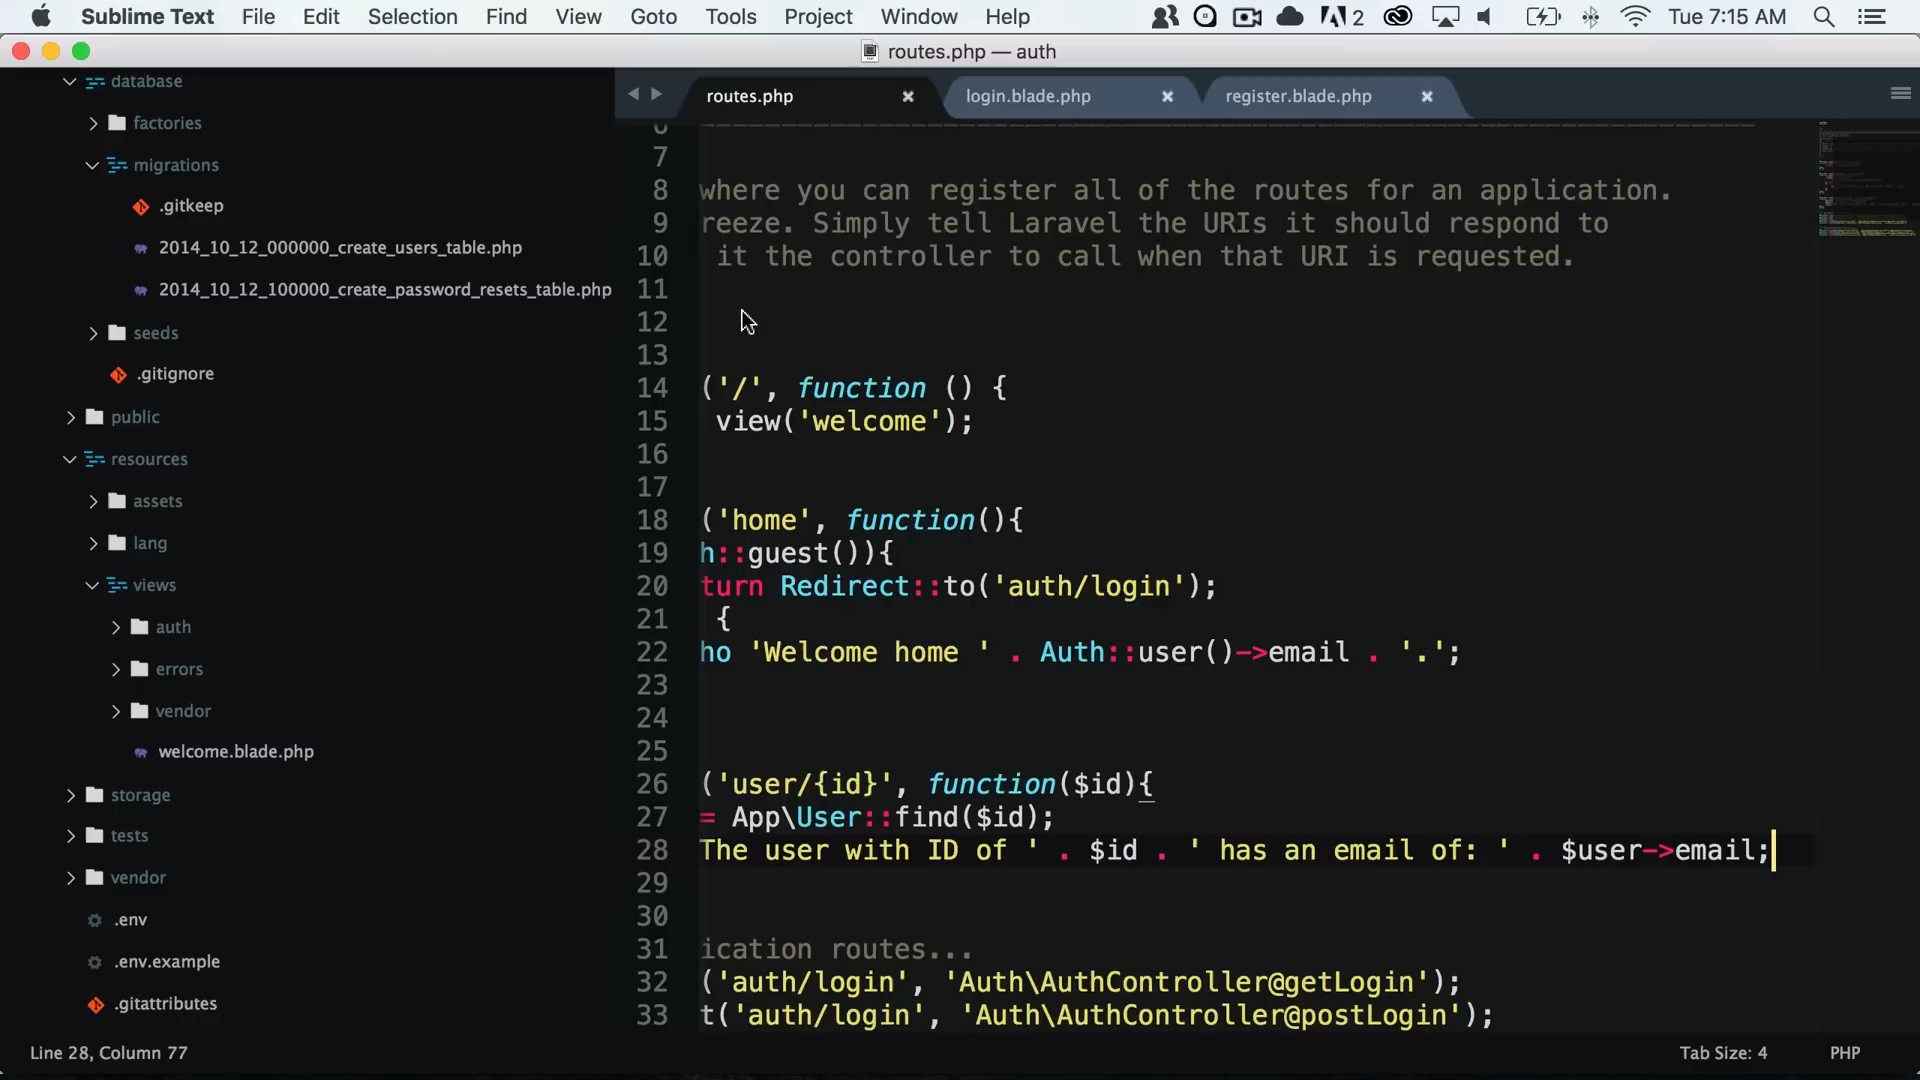 Sublime Text File Edit Selection Find View Goto Tools Project Window Help 2 Tue 7:15 AM
routes.php — auth
database
factories
migrations
.gitkeep
2014_10_12_000000_create_users_table.php
2014_10_12_100000_create_password_resets_table.php
seeds
.gitignore
public
resources
assets
lang
views
auth
errors
vendor
welcome.blade.php
storage
tests
vendor
.env
.env.example
.gitattributes
routes.php login.blade.php register.blade.php
6
7
8 where you can register all of the routes for an application.
9 reeze. Simply tell Laravel the URIs it should respond to
10 it the controller to call when that URI is requested.
11
12
13
14 ('/', function () {
15 view('welcome');
16
17
18 ('home', function(){
19 h::guest()){
20 turn Redirect::to('auth/login');
21 {
22 ho 'Welcome home ' . Auth::user()->email . '.';
23
24
25
26 ('user/{id}', function($id){
27 = App\User::find($id);
28 The user with ID of ' . $id . ' has an email of: ' . $user->email;
29
30
31 ication routes...
32 ('auth/login', 'Auth\AuthController@getLogin');
33 t('auth/login', 'Auth\AuthController@postLogin');
Line 28, Column 77 Tab Size: 4 PHP